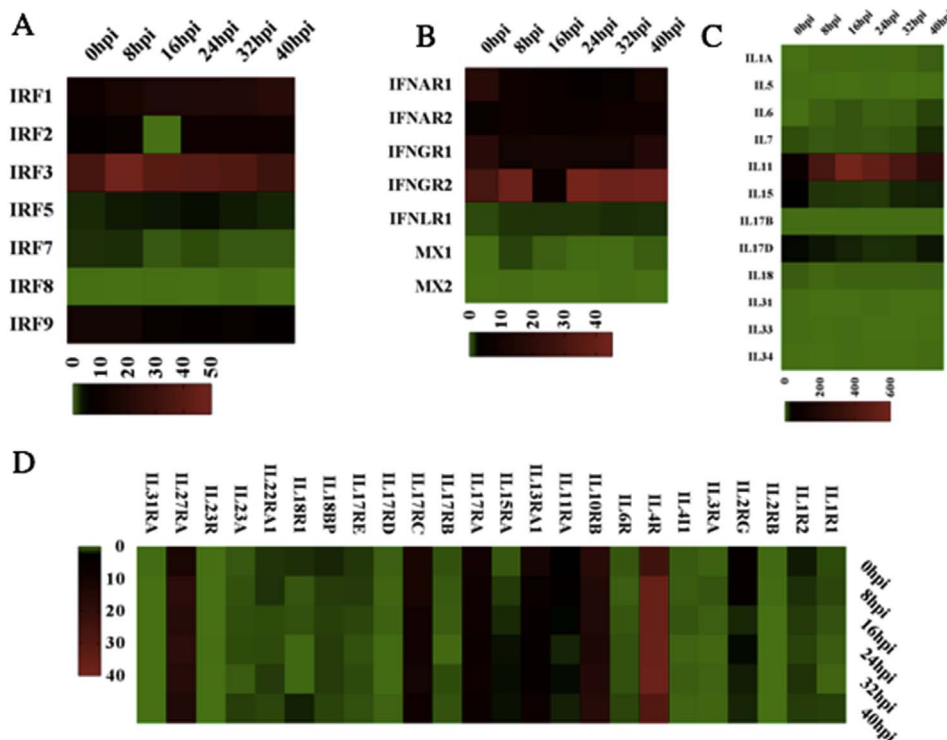 A
0hpi 8hpi 16hpi 24hpi 32hpi 40hpi
IRF1
IRF2
IRF3
IRF5
IRF7
IRF8
IRF9
0 10 20 30 40 50
B
0hpi 8hpi 16hpi 24hpi 32hpi 40hpi
IFNAR1
IFNAR2
IFNGR1
IFNGR2
IFNLR1
MX1
MX2
0 20 40
C
0hpi 8hpi 16hpi 24hpi 32hpi 40hpi
IL1A
IL5
IL6
IL7
IL11
IL15
IL17B
IL17D
IL18
IL31
IL33
IL34
0 200 400 600
D
IL31RA IL27RA IL23R IL23A IL22RA1 IL18R1 IL18BP IL17RE IL17RD IL17RC IL17RB IL17RA IL15RA IL13RA1 IL11RA IL10RB IL6R IL4R IL4I1 IL3RA IL2RG IL2RB IL1R2 IL1R1
0
10
20
30
40
0hpi
8hpi
16hpi
24hpi
32hpi
40hpi